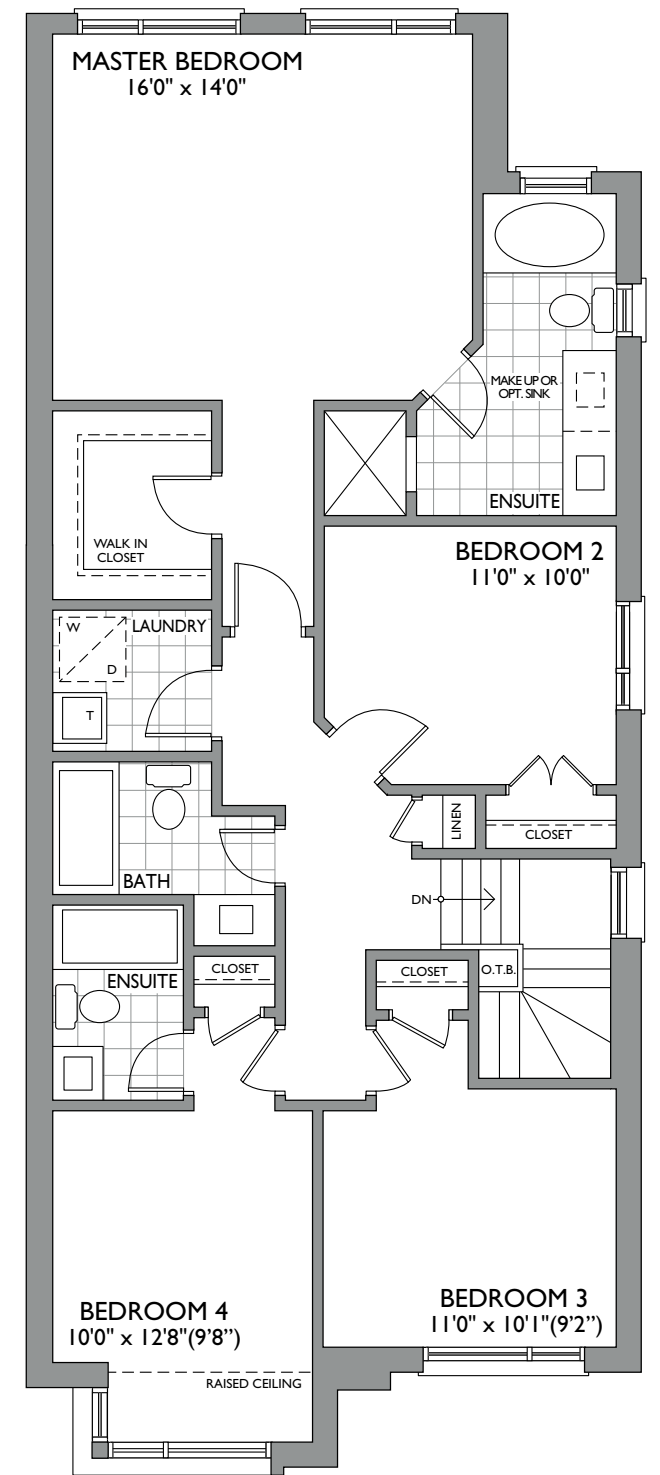 MASTER BEDROOM
16'0" x 14'0"
MAKE UP OR
OPT. SINK
ENSUITE
WALK IN
CLOSET
BEDROOM 2
11'0" x 10'0"
W
LAUNDRY
D
T
LINEN
CLOSET
BATH
DN
ENSUITE
CLOSET
CLOSET
O.T.B.
BEDROOM 4
10'0" x 12'8"(9'8”)
BEDROOM 3
11'0" x 10'1"(9'2”)
RAISED CEILING